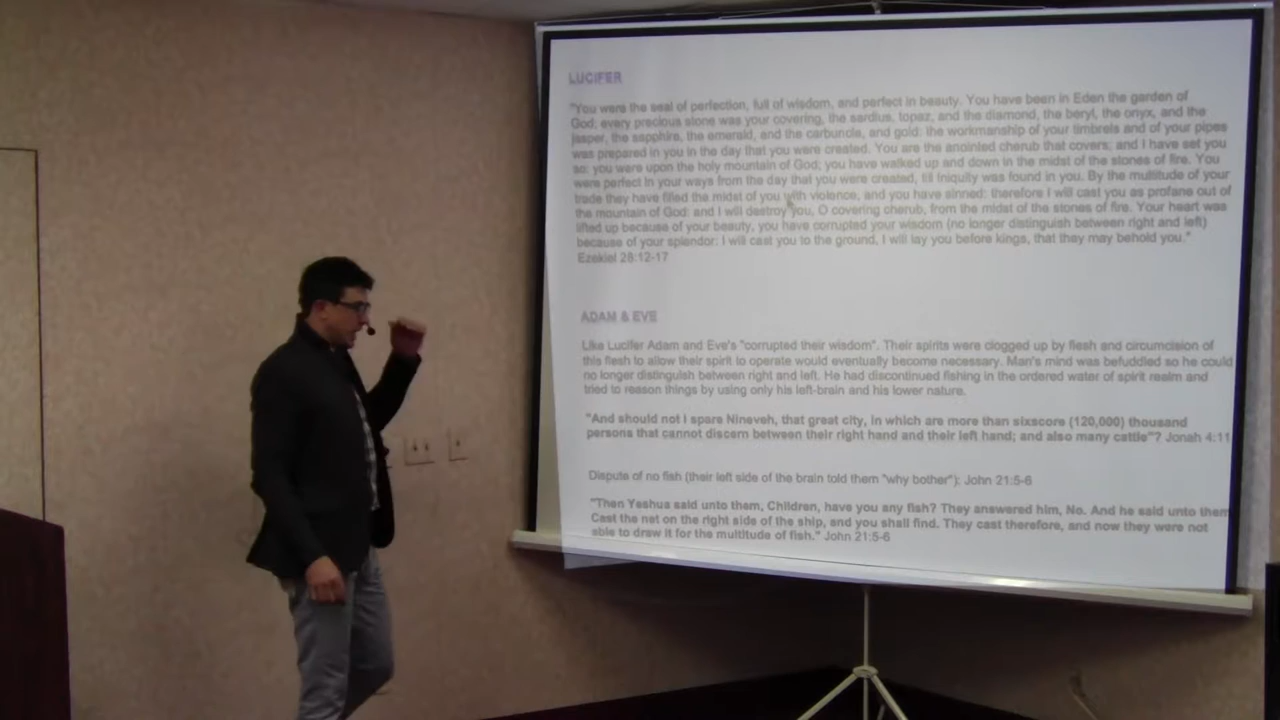 LUCIFER
"You were the seal of perfection, full of wisdom, and perfect in beauty. You have been in Eden the garden of
God; every precious stone was your covering, the sardius, topaz, and the diamond, the beryl, the onyx, and the
jasper, the sapphire, the emerald, and the carbuncle, and gold: the workmanship of your timbrels and of your pipes
was prepared in you in the day that you were created. You are the anointed cherub that covers; and I have set you
so: you were upon the holy mountain of God; you have walked up and down in the midst of the stones of fire. You
were perfect in your ways from the day that you were created, till iniquity was found in you. By the multitude of your
trade they have filled the midst of you with violence, and you have sinned: therefore I will cast you as profane out of
the mountain of God: and I will destroy you, O covering cherub, from the midst of the stones of fire. Your heart was
lifted up because of your beauty, you have corrupted your wisdom (no longer distinguish between right and left)
because of your splendor: I will cast you to the ground, I will lay you before kings, that they may behold you."
Ezekiel 28:12-17
ADAM & EVE
Like Lucifer Adam and Eve's "corrupted their wisdom". Their spirits were clogged up by flesh and circumcision of
this flesh to allow their spirit to operate would eventually become necessary. Man's mind was befuddled so he could
no longer distinguish between right and left. He had discontinued fishing in the ordered water of spirit realm and
tried to reason things by using only his left-brain and his lower nature.
"And should not I spare Nineveh, that great city, in which are more than sixscore (120,000) thousand
persons that cannot discern between their right hand and their left hand; and also many cattle"? Jonah 4:11
Dispute of no fish (their left side of the brain told them "why bother"): John 21:5-6
"Then Yeshua said unto them, Children, have you any fish? They answered him, No. And he said unto them
Cast the net on the right side of the ship, and you shall find. They cast therefore, and now they were not
able to draw it for the multitude of fish." John 21:5-6